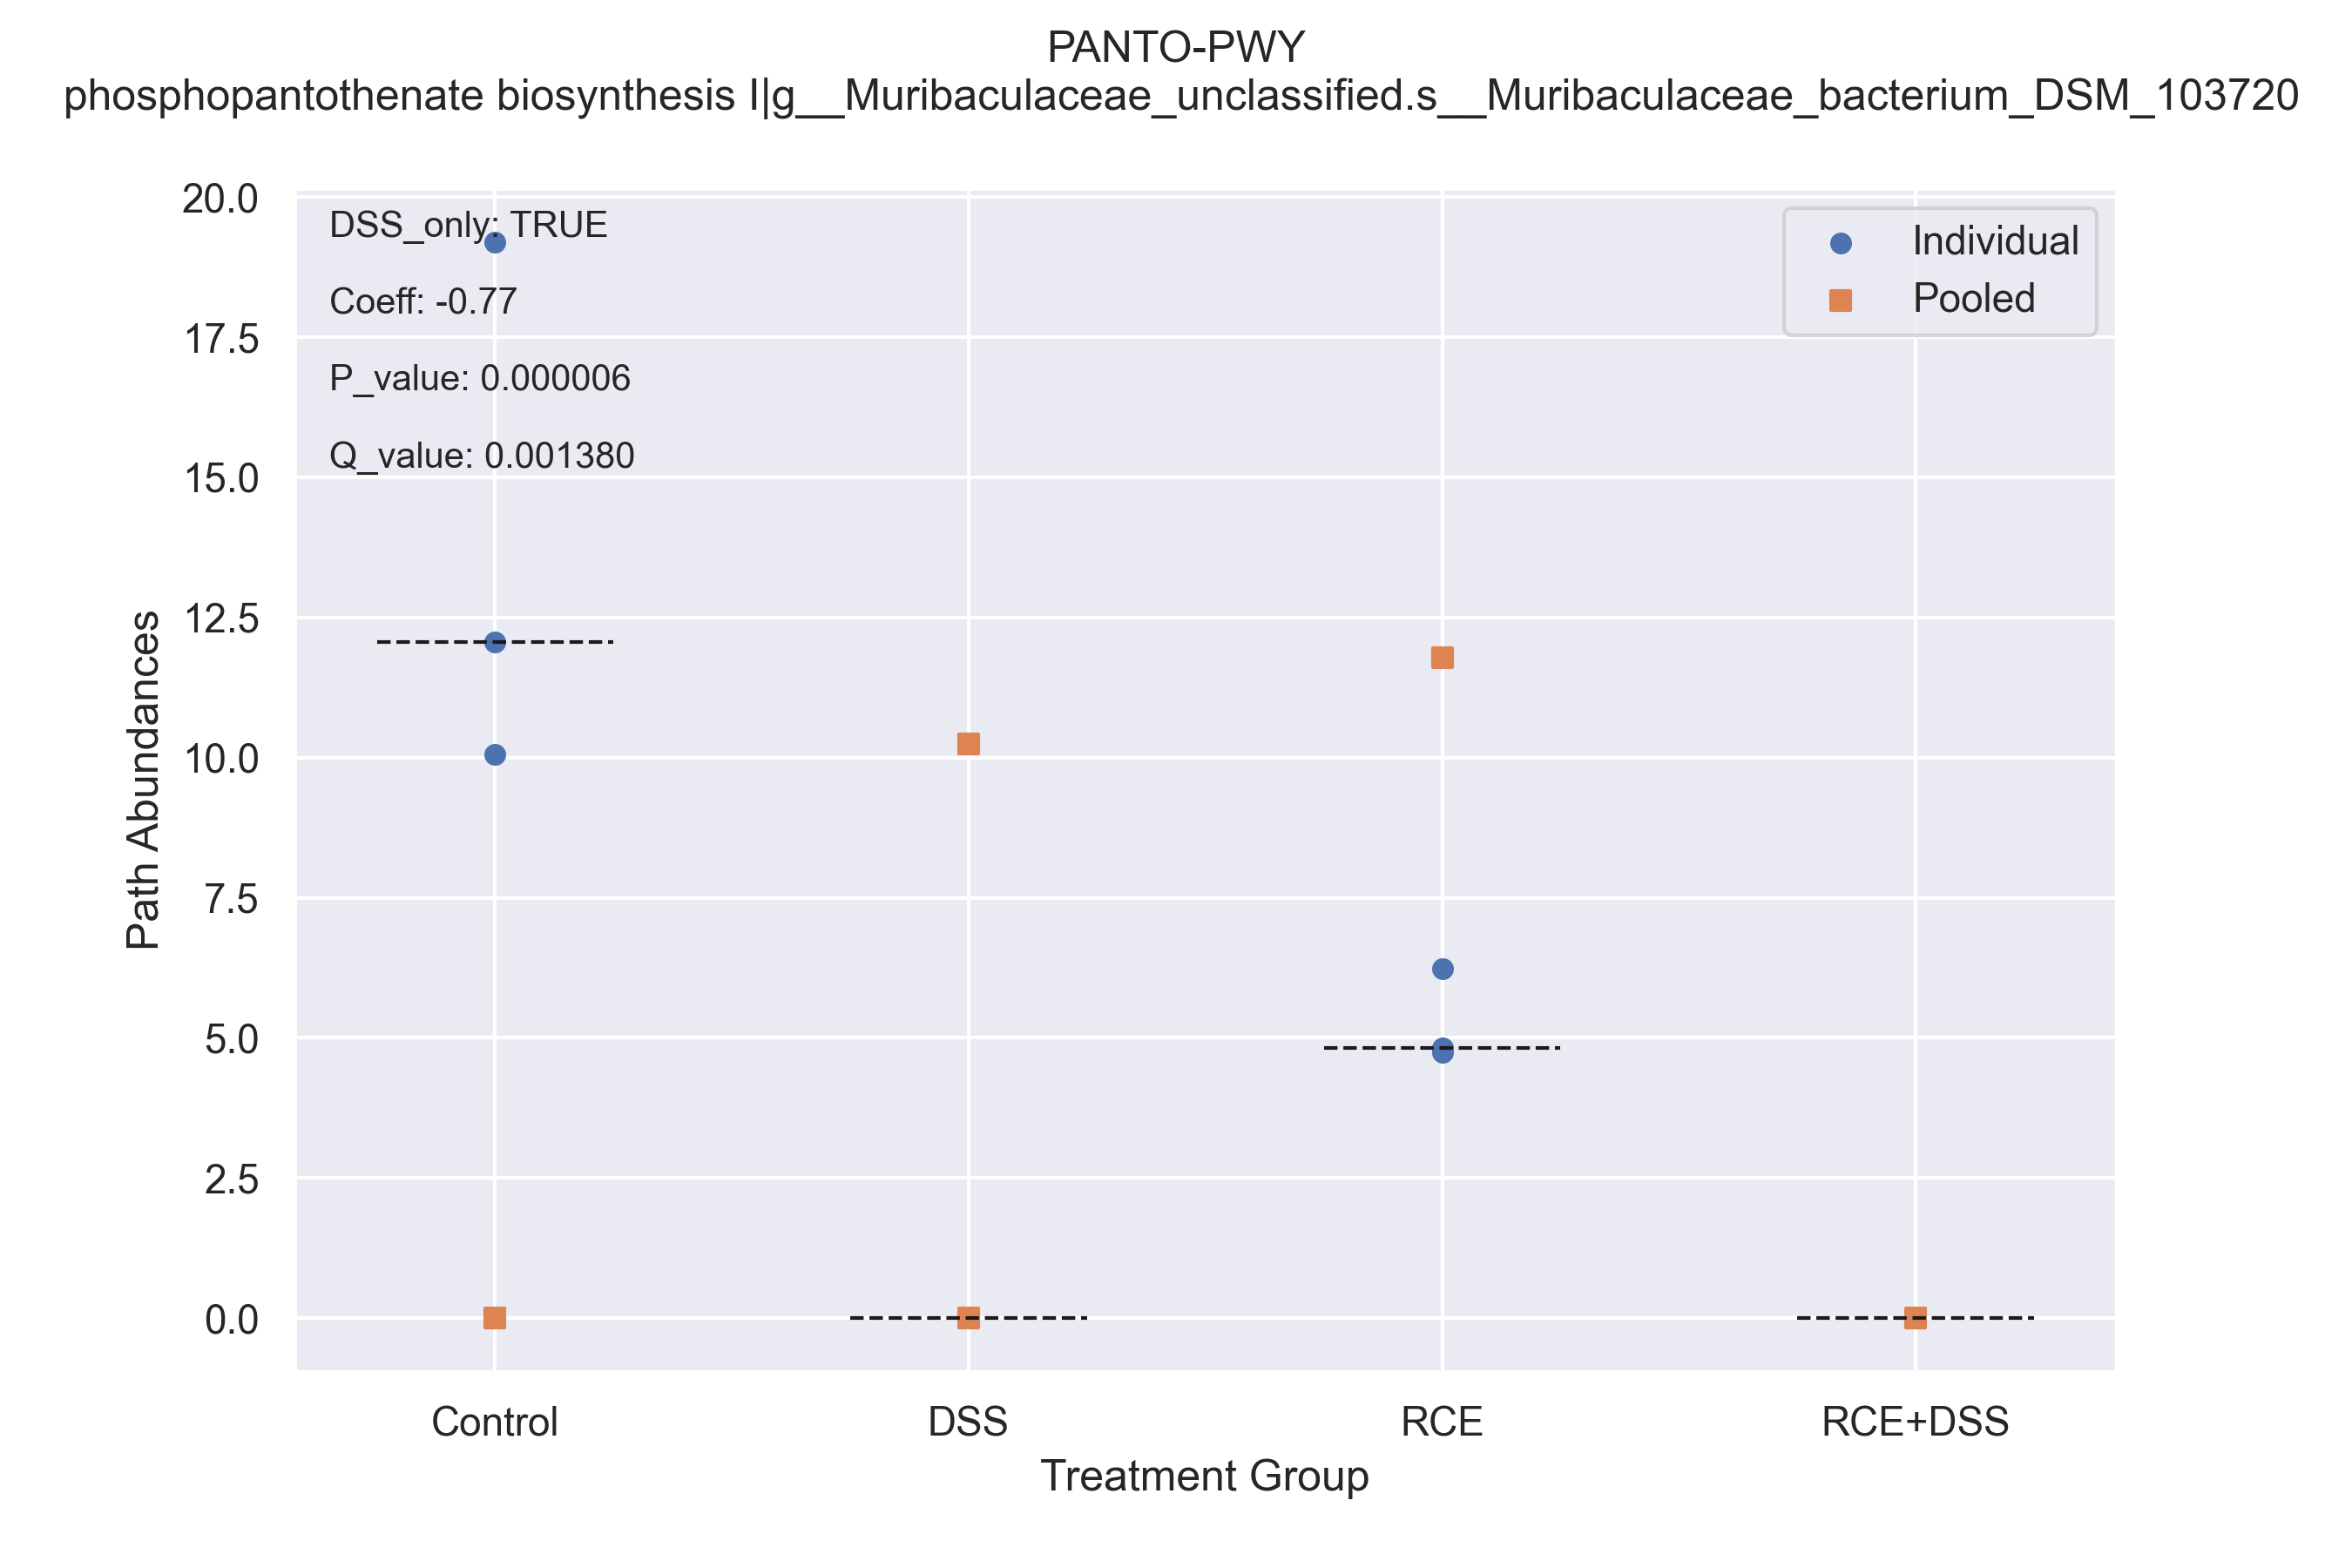 PANTO-PWY
phosphopantothenate biosynthesis I|g__Muribaculaceae_unclassified.s__Muribaculaceae_bacterium_DSM_103720
DSS_only: TRUE
Coeff: -0.77
P_value: 0.000006
Q_value: 0.001380
Individual
Pooled
Path Abundances
20.0
17.5
15.0
12.5
10.0
7.5
5.0
2.5
0.0
Control
DSS
RCE
RCE+DSS
Treatment Group